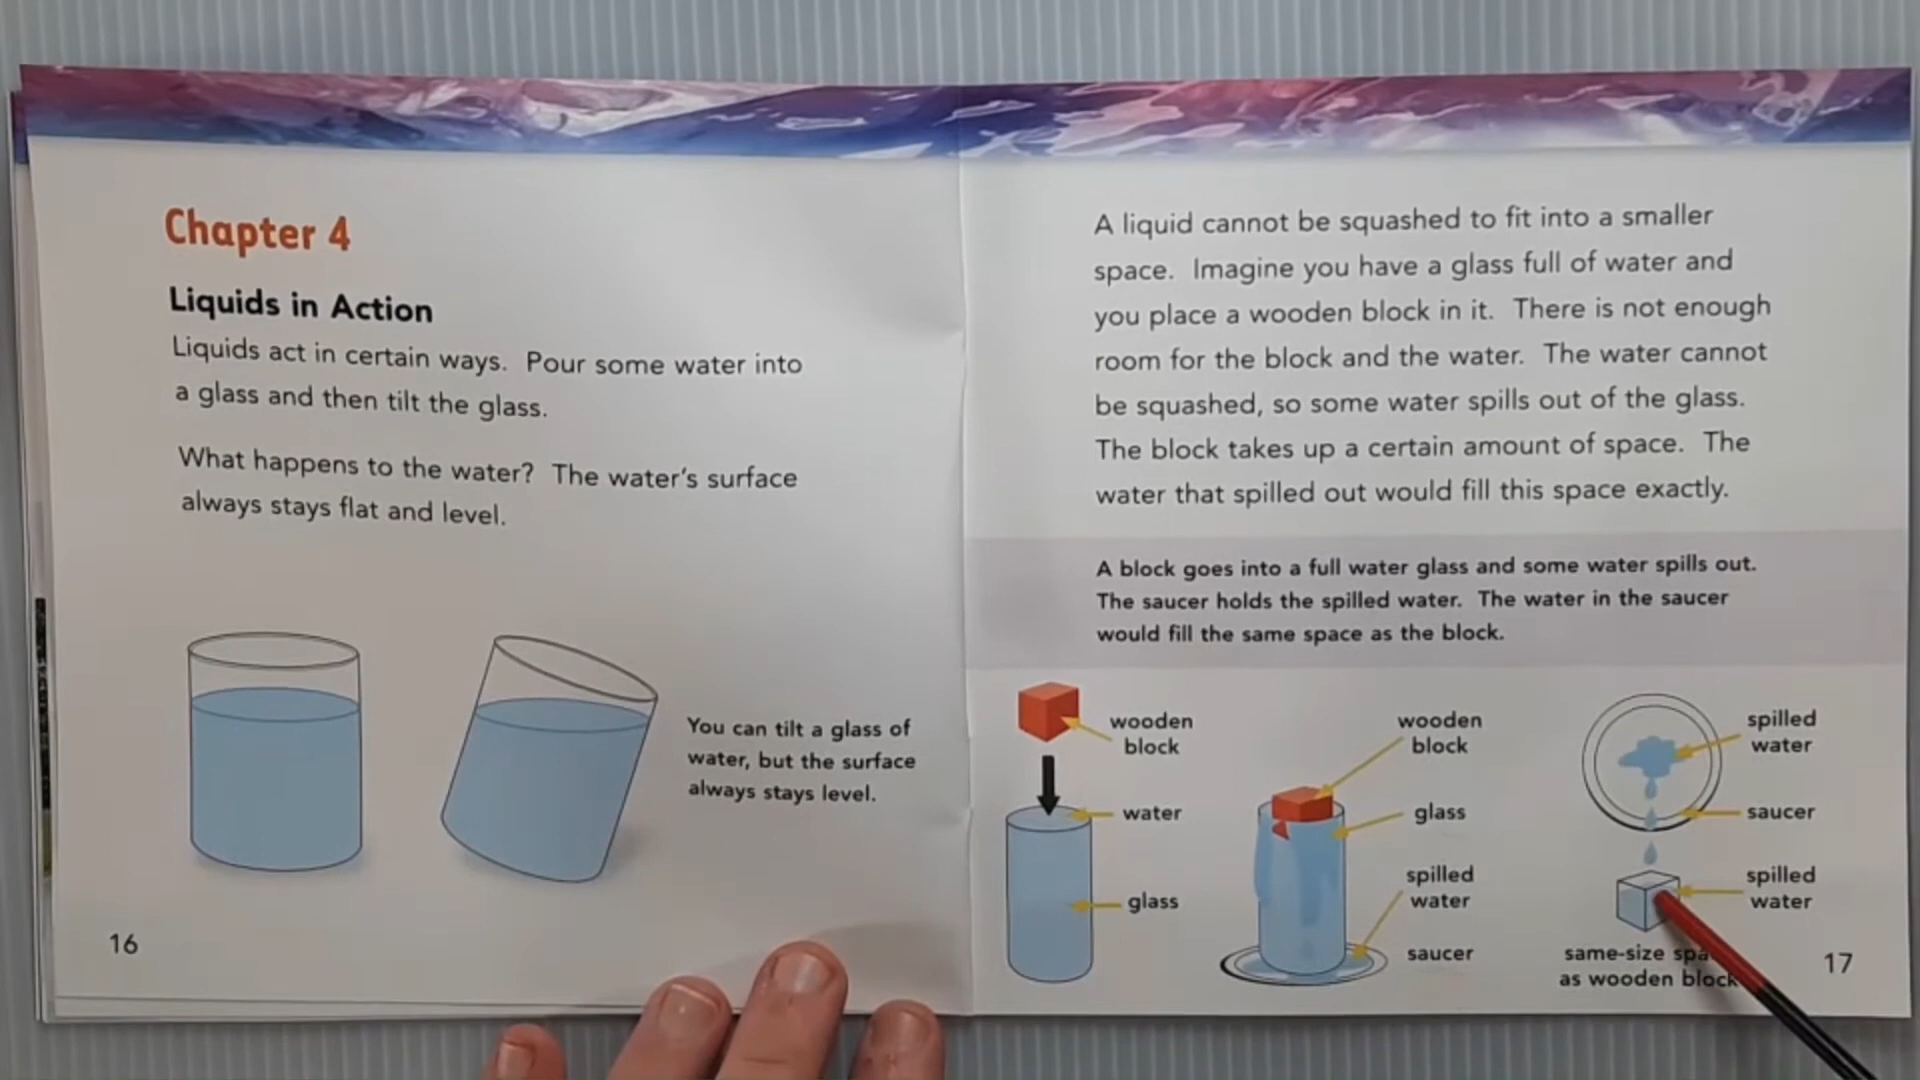 Chapter 4
Liquids in Action
Liquids act in certain ways. Pour some water into
a glass and then tilt the glass.
What happens to the water? The water's surface
always stays flat and level.
You can tilt a glass of
water, but the surface
always stays level.
16
A liquid cannot be squashed to fit into a smaller
space. Imagine you have a glass full of water and
you place a wooden block in it. There is not enough
room for the block and the water. The water cannot
be squashed, so some water spills out of the glass.
The block takes up a certain amount of space. The
water that spilled out would fill this space exactly.
A block goes into a full water glass and some water spills out.
The saucer holds the spilled water. The water in the saucer
would fill the same space as the block.
wooden
block
water
glass
wooden
block
glass
spilled
water
saucer
spilled
water
saucer
spilled
water
same-size
as wooden block
17